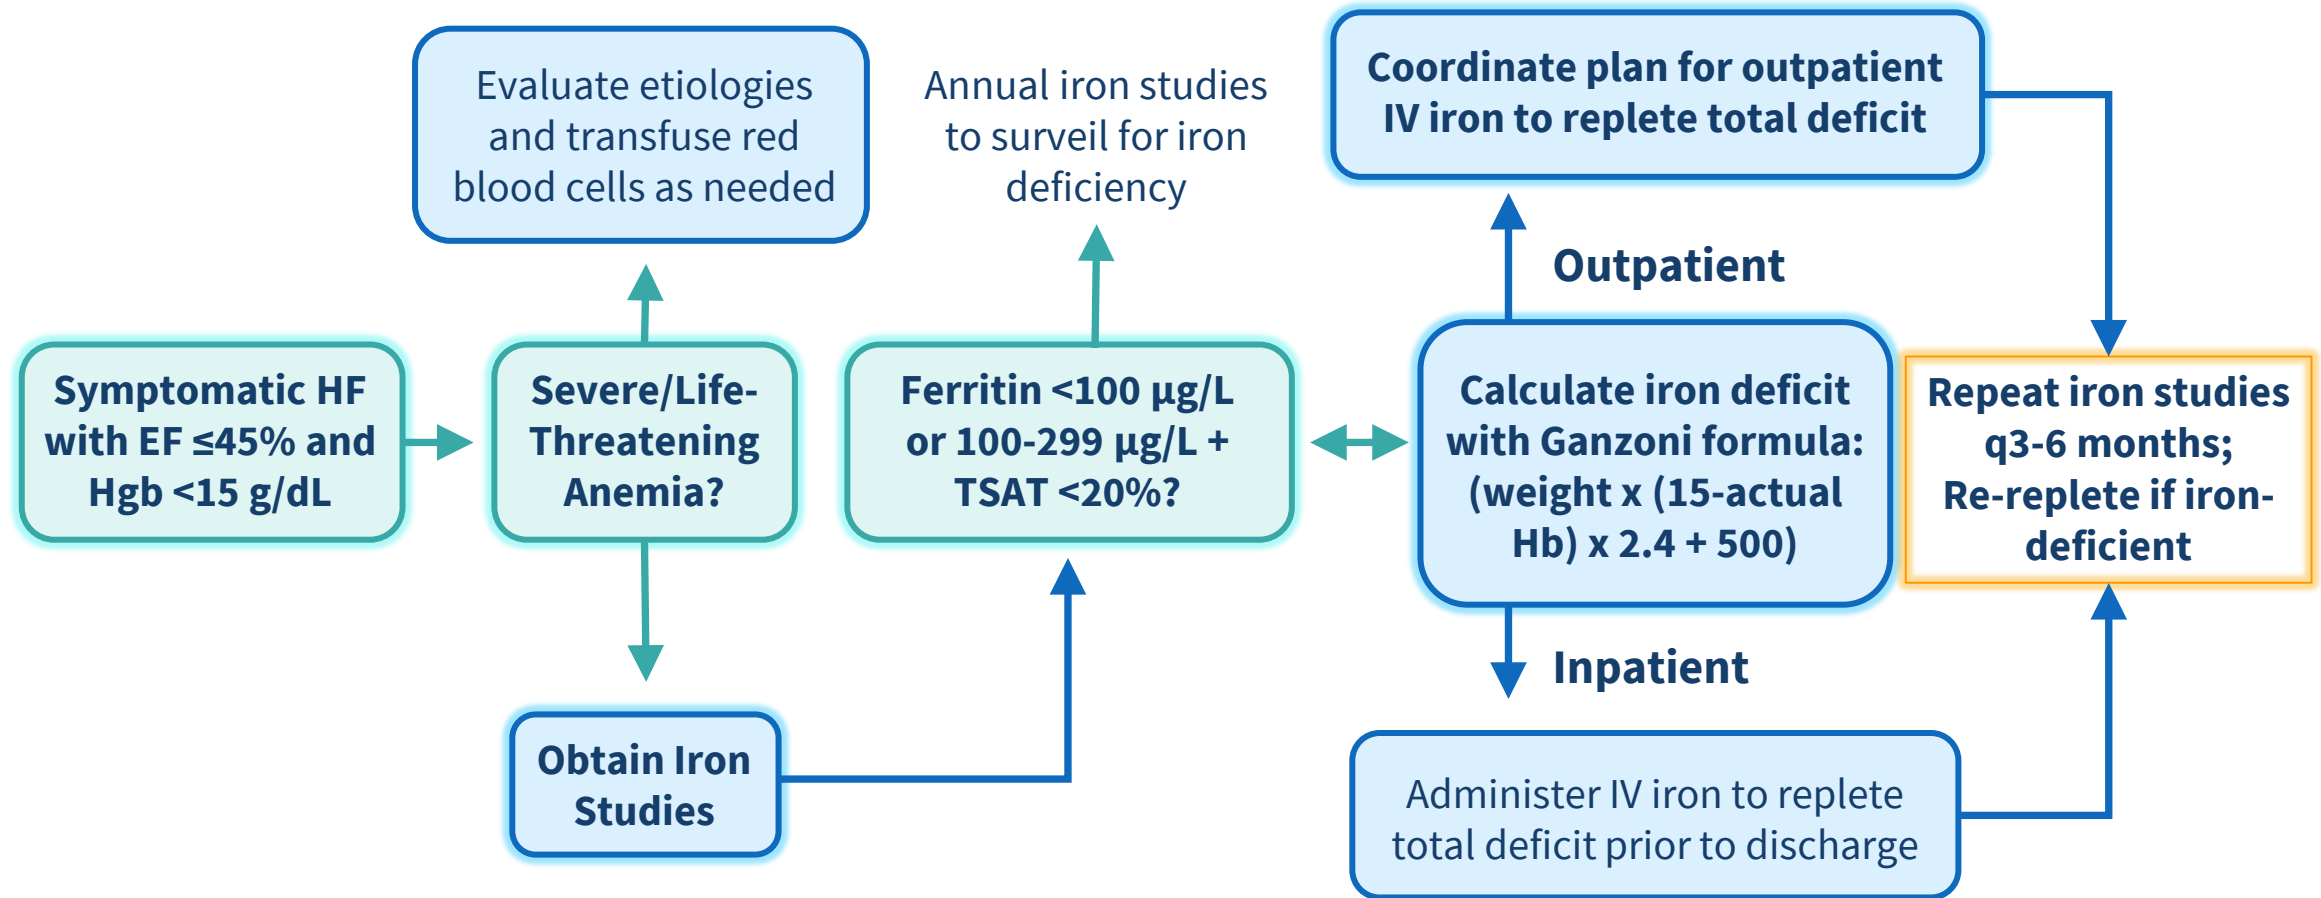 Evaluate etiologies
and transfuse red
blood cells as needed
Annual iron studies
to surveil for iron
deficiency
Coordinate plan for outpatient
IV iron to replete total deficit
Outpatient
Symptomatic HF
with EF ≤45% and
Hgb <15 g/dL
Severe/Life-
Threatening
Anemia?
Ferritin <100 µg/L
or 100-299 µg/L +
TSAT <20%?
Calculate iron deficit
with Ganzoni formula:
(weight x (15-actual
Hb) x 2.4 + 500)
Repeat iron studies
q3-6 months;
Re-replete if iron-
deficient
Inpatient
Obtain Iron
Studies
Administer IV iron to replete
total deficit prior to discharge